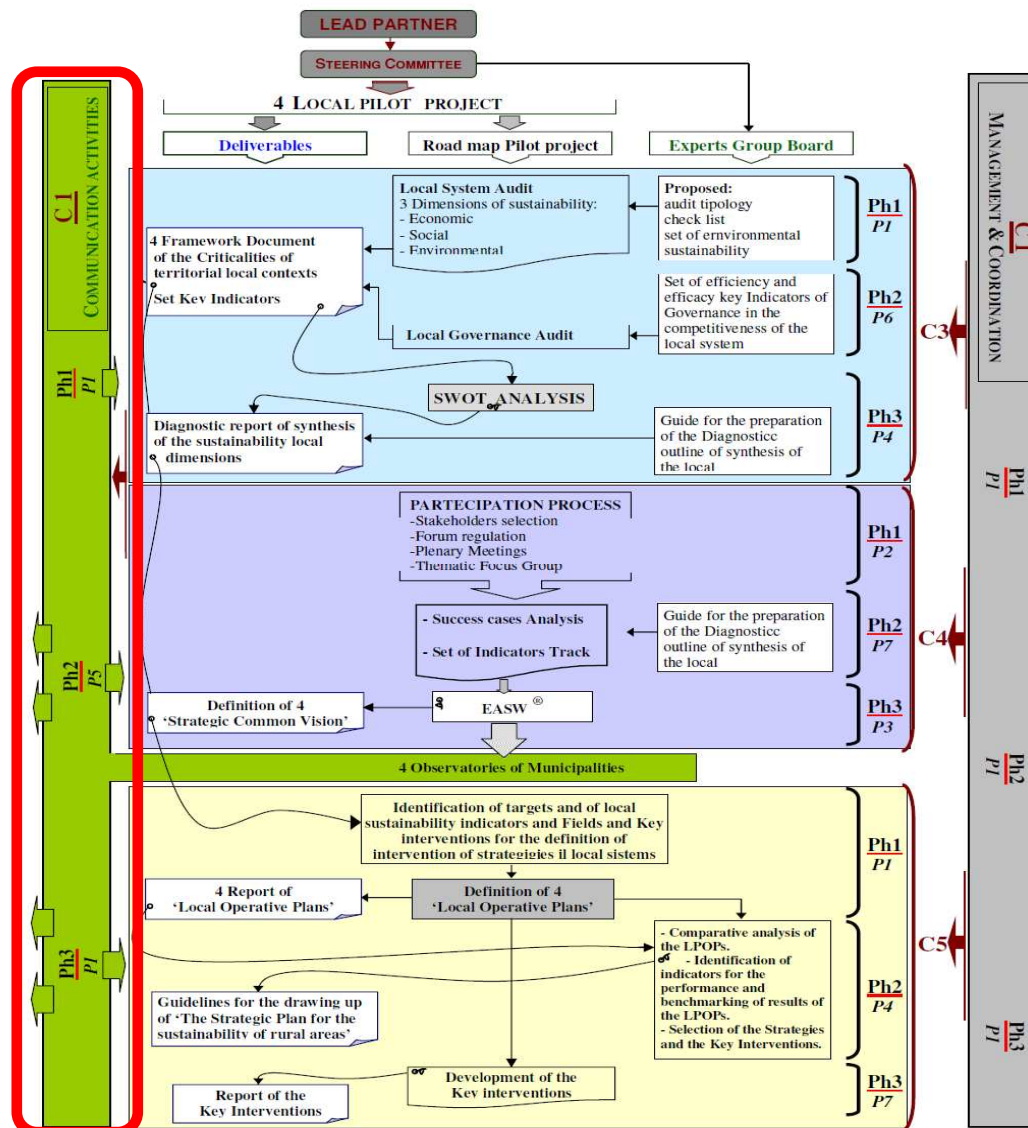 LEAD PARTNER
STEERING COMMITTEE
4 LOCAL PILOT PROJECT
Deliverables
Road map Pilot project
Experts Group Board
C 1
COMMUNICATION ACTIVITIES
Ph1
P1
Ph2
P5
Ph3
P1
Local System Audit
3 Dimensions of sustainability:
- Economic
- Social
- Environmental
Proposed:
audit tipology
check list
set of ernvironmental
sustainability
Ph1
P1
4 Framework Document
of the Criticalities of
territorial local contexts
Set Key Indicators
Local Governance Audit
Set of efficiency and
efficacy key Indicators of
Governance in the
competitiveness of the
local system
Ph2
P6
C3
SWOT ANALYSIS
Diagnostic report of synthesis
of the sustainability local
dimensions
Guide for the preparation
of the Diagnosticc
outline of synthesis of
the local
Ph3
P4
PARTECIPATION PROCESS
-Stakeholders selection
-Forum regulation
-Plenary Meetings
-Thematic Focus Group
Ph1
P2
- Success cases Analysis
- Set of Indicators Track
Guide for the preparation
of the Diagnosticc
outline of synthesis of
the local
Ph2
P7
C4
Definition of 4
‘Strategic Common Vision’
EASW ®
Ph3
P3
4 Observatories of Municipalities
Identification of targets and of local
sustainability indicators and Fields and Key
interventions for the definition of
intervention of strategigies il local sistems
Ph1
P1
4 Report of
‘Local Operative Plans’
Definition of 4
‘Local Operative Plans’
- Comparative analysis of
the LPOPs.
- Identification of
indicators for the
performance and
benchmarking of results of
the LPOPs.
- Selection of the Strategies
and the Key Interventions.
Ph2
P4
C5
Guidelines for the drawing up
of ‘The Strategic Plan for the
sustainability of rural areas’
Development of the
Key interventions
Report of the
Key Interventions
Ph3
P7
C1
MANAGEMENT & COORDINATION
Ph1
P1
Ph2
P1
Ph3
P1